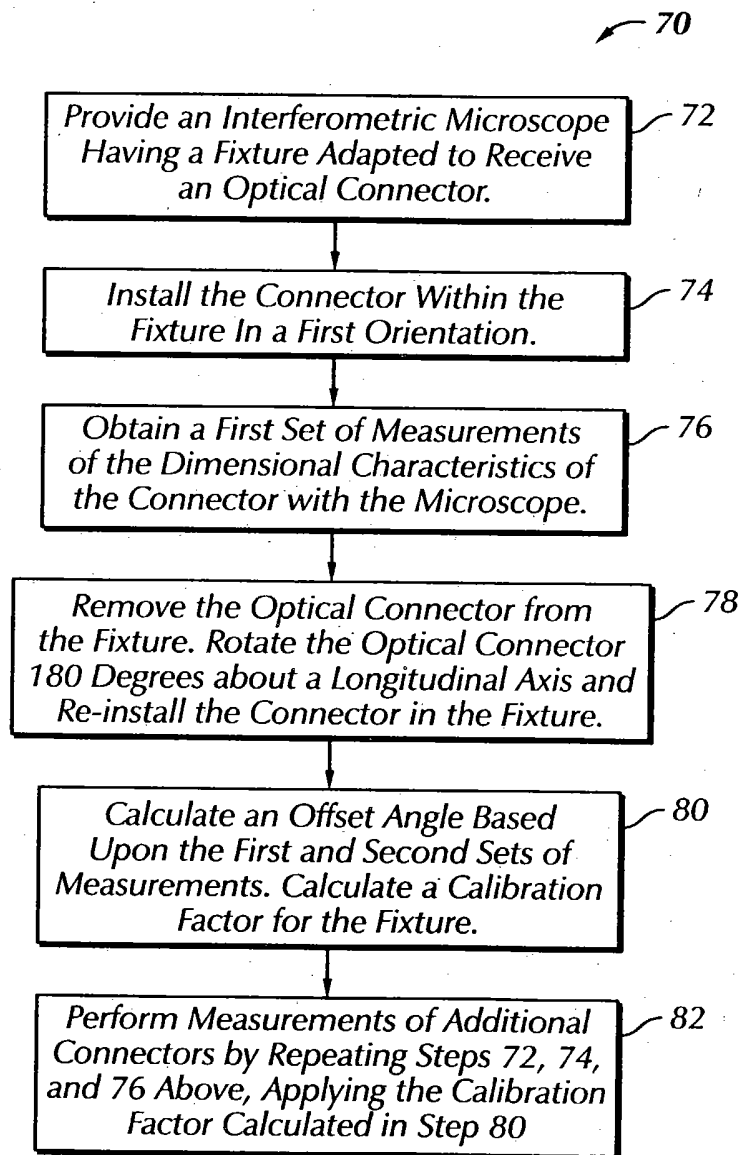 70
Provide an Interferometric Microscope
Having a Fixture Adapted to Receive
an Optical Connector.
72
Install the Connector Within the
Fixture In a First Orientation.
74
Obtain a First Set of Measurements
of the Dimensional Characteristics of
the Connector with the Microscope.
76
Remove the Optical Connector from
the Fixture. Rotate the Optical Connector
180 Degrees about a Longitudinal Axis and
Re-install the Connector in the Fixture.
78
Calculate an Offset Angle Based
Upon the First and Second Sets of
Measurements. Calculate a Calibration
Factor for the Fixture.
80
Perform Measurements of Additional
Connectors by Repeating Steps 72, 74,
and 76 Above, Applying the Calibration
Factor Calculated in Step 80
82